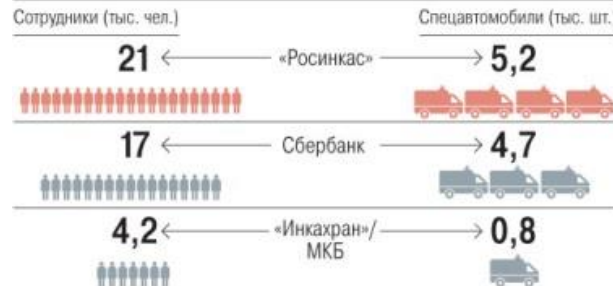 Сотрудники (тыс. чел.) Спецавтомобили (тыс. шт.
21 «Росинкас» 5,2
17 Сбербанк 4,7
4,2 «Инкахран»/ 0,8
МКБ